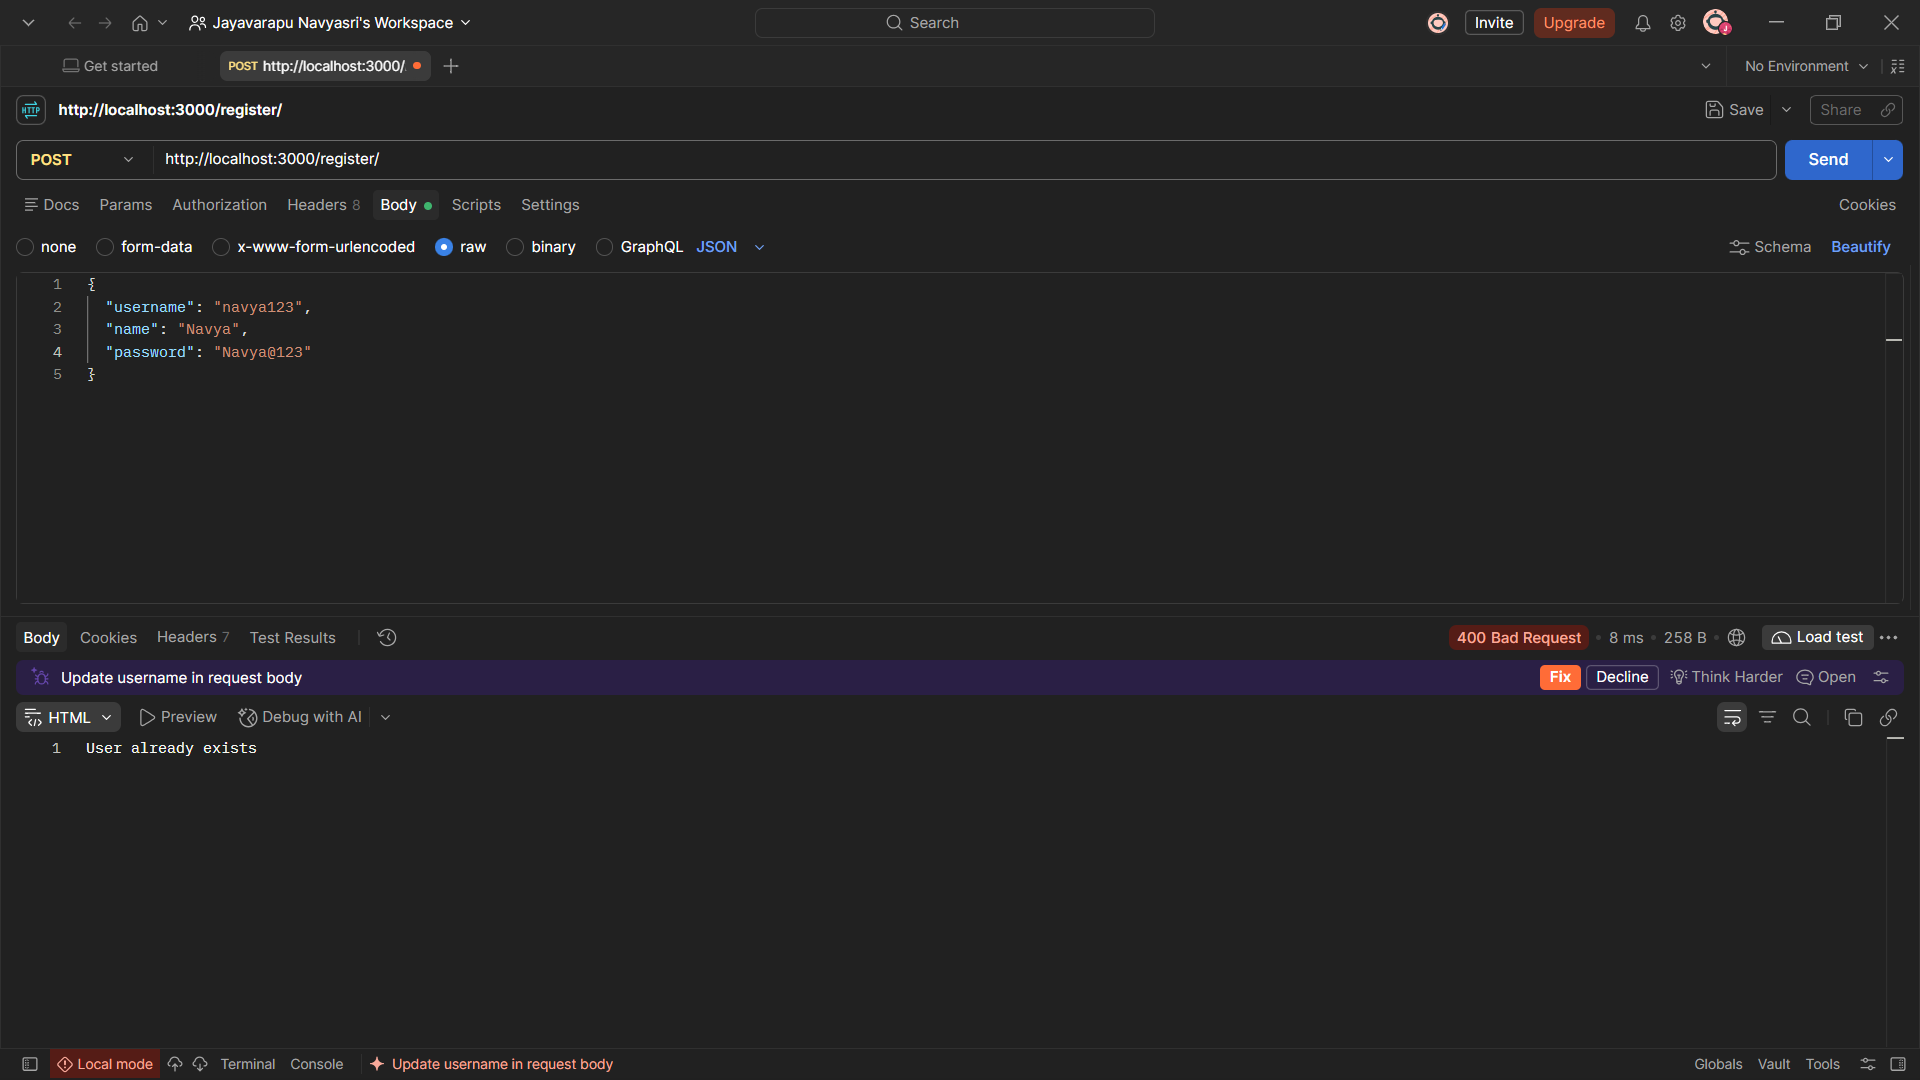 Jayavarapu Navyasri's Workspace
Search
Invite
Upgrade
Get started
POST http://localhost:3000/
No Environment
HTTP
http://localhost:3000/register/
Save
Share
POST
http://localhost:3000/register/
Send
Docs
Params
Authorization
Headers 8
Body
Scripts
Settings
Cookies
none
form-data
x-www-form-urlencoded
raw
binary
GraphQL
JSON
Schema
Beautify
1 {
2 "username": "navya123",
3 "name": "Navya",
4 "password": "Navya@123"
5 }
Body
Cookies
Headers 7
Test Results
400 Bad Request
8 ms
258 B
Load test
Update username in request body
Fix
Decline
Think Harder
Open
HTML
Preview
Debug with AI
1 User already exists
Local mode
Terminal
Console
Update username in request body
Globals
Vault
Tools